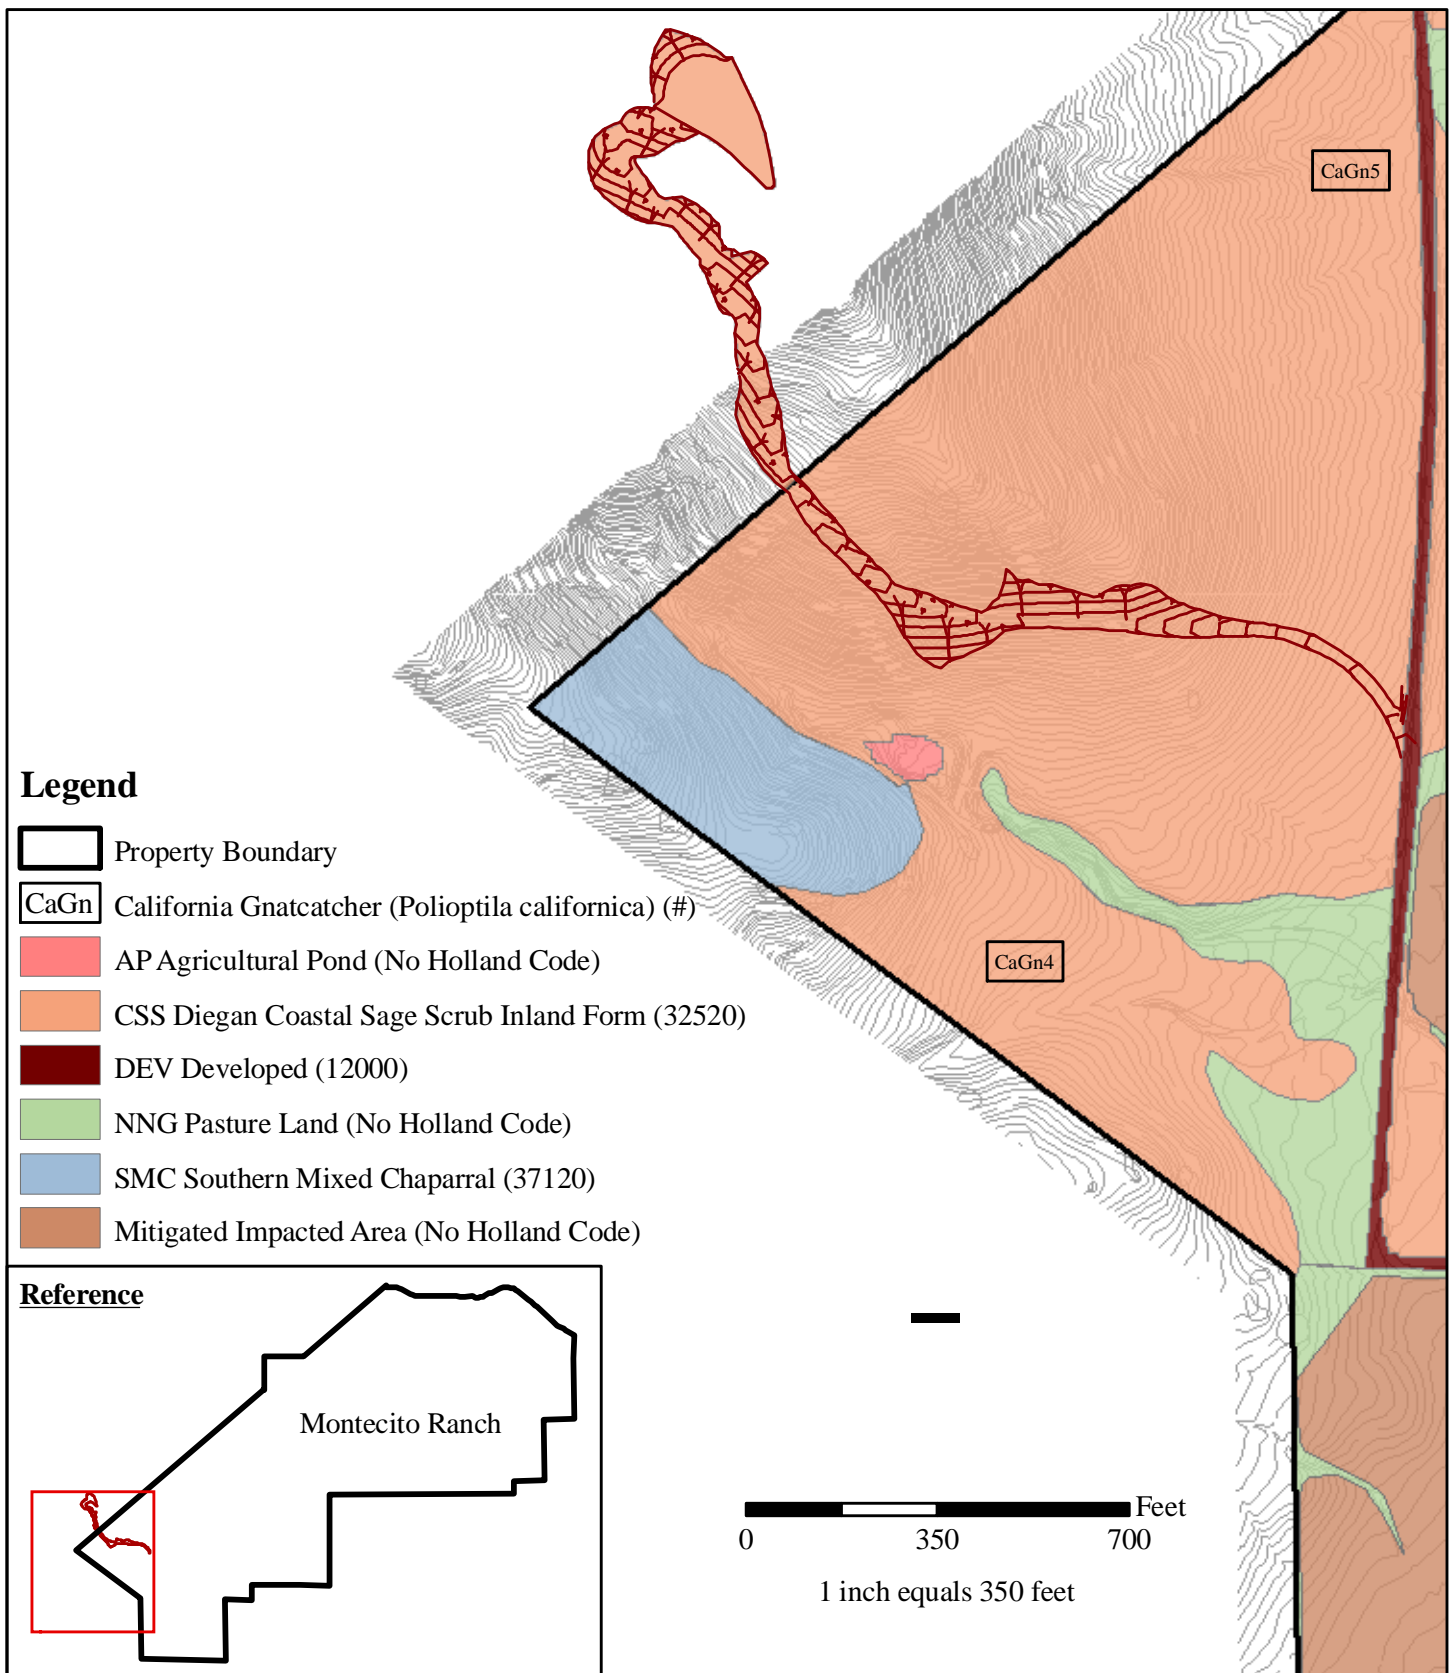 CaGn5
CaGn4
Legend
Property Boundary
CaGn California Gnatcatcher (Polioptila californica) (#)
AP Agricultural Pond (No Holland Code)
CSS Diegan Coastal Sage Scrub Inland Form (32520)
DEV Developed (12000)
NNG Pasture Land (No Holland Code)
SMC Southern Mixed Chaparral (37120)
Mitigated Impacted Area (No Holland Code)
Reference
Montecito Ranch
Feet
0 350 700
1 inch equals 350 feet